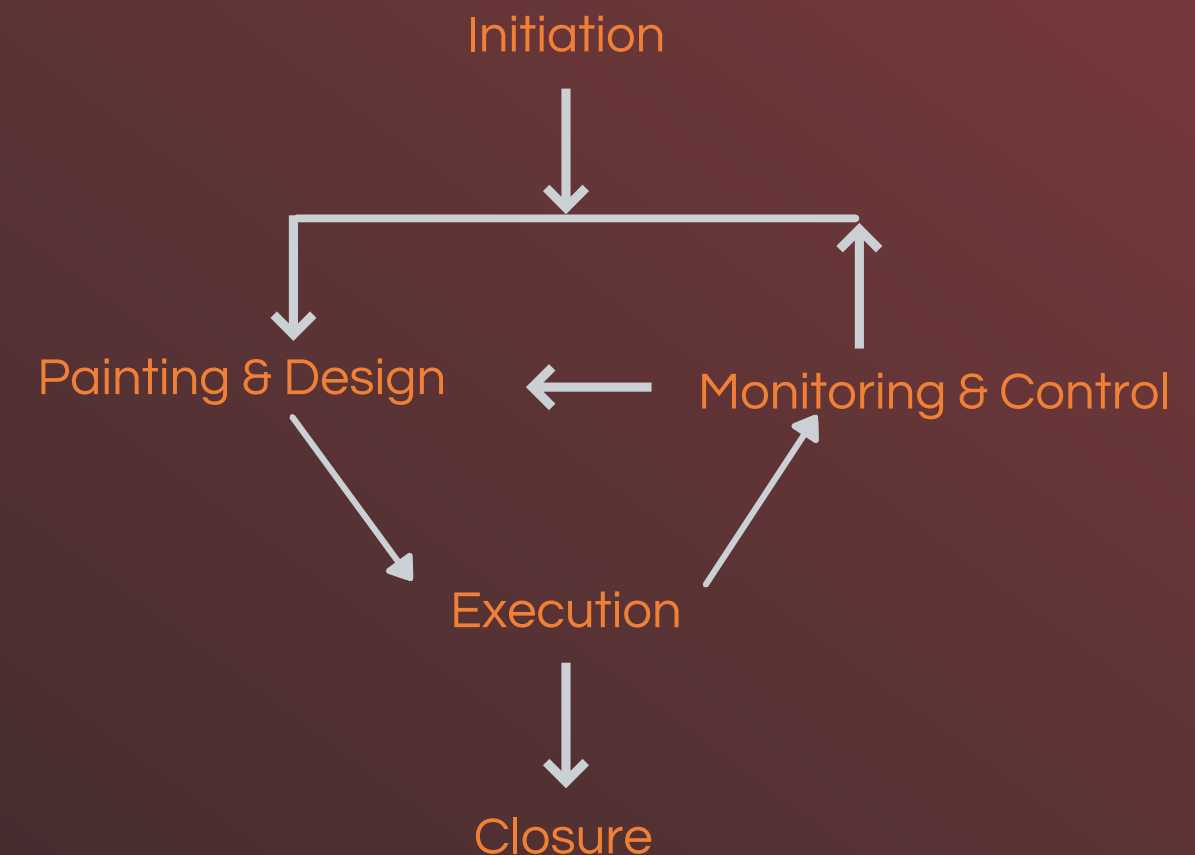 Initiation
Painting & Design
Monitoring & Control
Execution
Closure